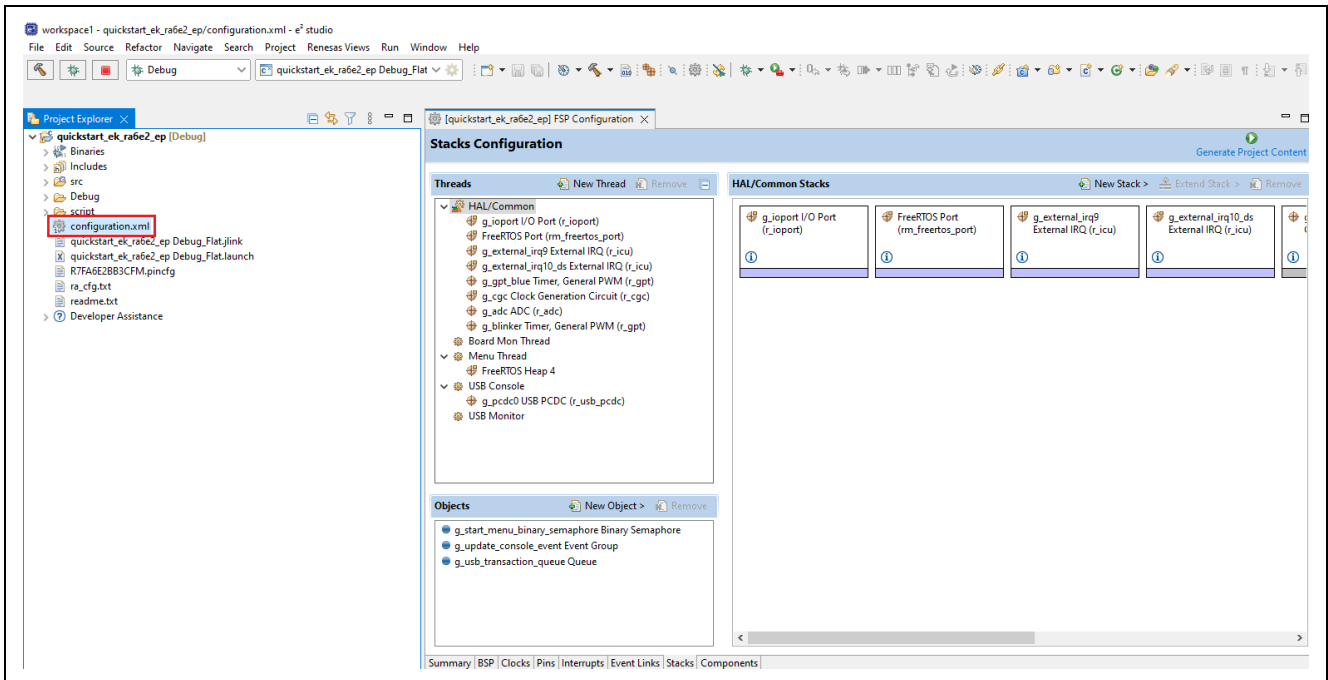 workspace1 - quickstart_ek_ra6e2_ep/configuration.xml - e² studio
File Edit Source Refactor Navigate Search Project Renesas Views Run Window Help
Debug quickstart_ek_ra6e2_ep Debug_Flat
Project Explorer
quickstart_ek_ra6e2_ep [Debug]
Binaries
Includes
src
Debug
script
configuration.xml
quickstart_ek_ra6e2_ep Debug_Flat.jlink
quickstart_ek_ra6e2_ep Debug_Flat.launch
R7FA6E2BB3CFM.pincfg
ra_cfg.txt
readme.txt
Developer Assistance
[quickstart_ek_ra6e2_ep] FSP Configuration
Stacks Configuration
Generate Project Content
Threads New Thread Remove
HAL/Common
g_ioport I/O Port (r_ioport)
FreeRTOS Port (rm_freertos_port)
g_external_irq9 External IRQ (r_icu)
g_external_irq10_ds External IRQ (r_icu)
g_gpt_blue Timer, General PWM (r_gpt)
g_cgc Clock Generation Circuit (r_cgc)
g_adc ADC (r_adc)
g_blinker Timer, General PWM (r_gpt)
Board Mon Thread
Menu Thread
FreeRTOS Heap 4
USB Console
g_pcdc0 USB PCDC (r_usb_pcdc)
USB Monitor
Objects New Object > Remove
g_start_menu_binary_semaphore Binary Semaphore
g_update_console_event Event Group
g_usb_transaction_queue Queue
HAL/Common Stacks New Stack > Extend Stack > Remove
g_ioport I/O Port
(r_ioport)
FreeRTOS Port
(rm_freertos_port)
g_external_irq9
External IRQ (r_icu)
g_external_irq10_ds
External IRQ (r_icu)
Summary BSP Clocks Pins Interrupts Event Links Stacks Components